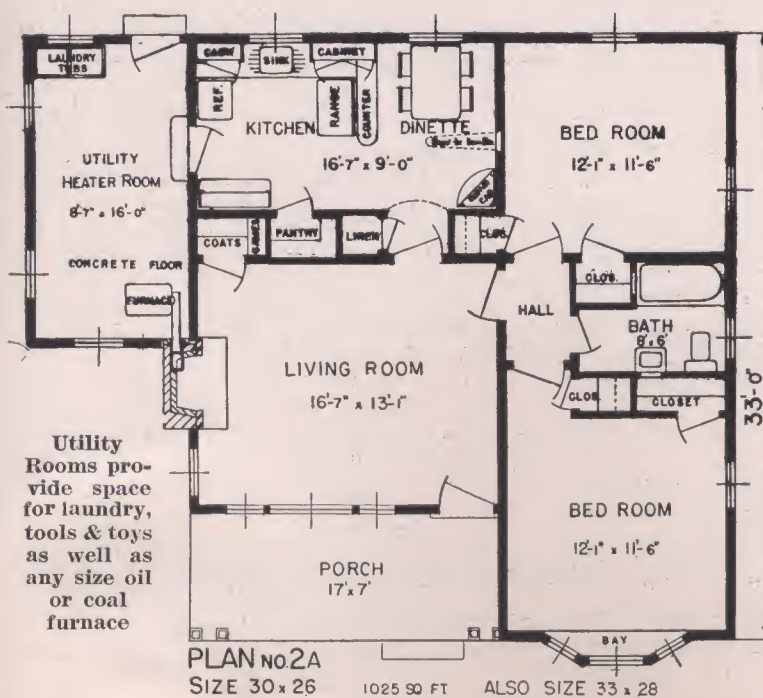 LAUNDRY
TUBS
CABW
SINK
CABINET
REF.
RANGE
COUNTER
KITCHEN
DINETTE
16'-7" x 9'-0"
BED ROOM
12'-1" x 11'-6"
UTILITY
HEATER ROOM
8'-7" x 16'-0"
CONCRETE FLOOR
FURNACE
COATS
PANTRY
LINEN
CLOS.
CLOS.
HALL
BATH
8'x 6'
LIVING ROOM
16'-7" x 13'-1"
CLOS.
CLOSET
33'-0"
Utility
Rooms pro-
vide space
for laundry,
tools & toys
as well as
any size oil
or coal
furnace
BED ROOM
12'-1" x 11'-6"
PORCH
17'x 7'
BAY
PLAN NO. 2A
SIZE 30 x 26
1025 SQ FT
ALSO SIZE 33 x 28